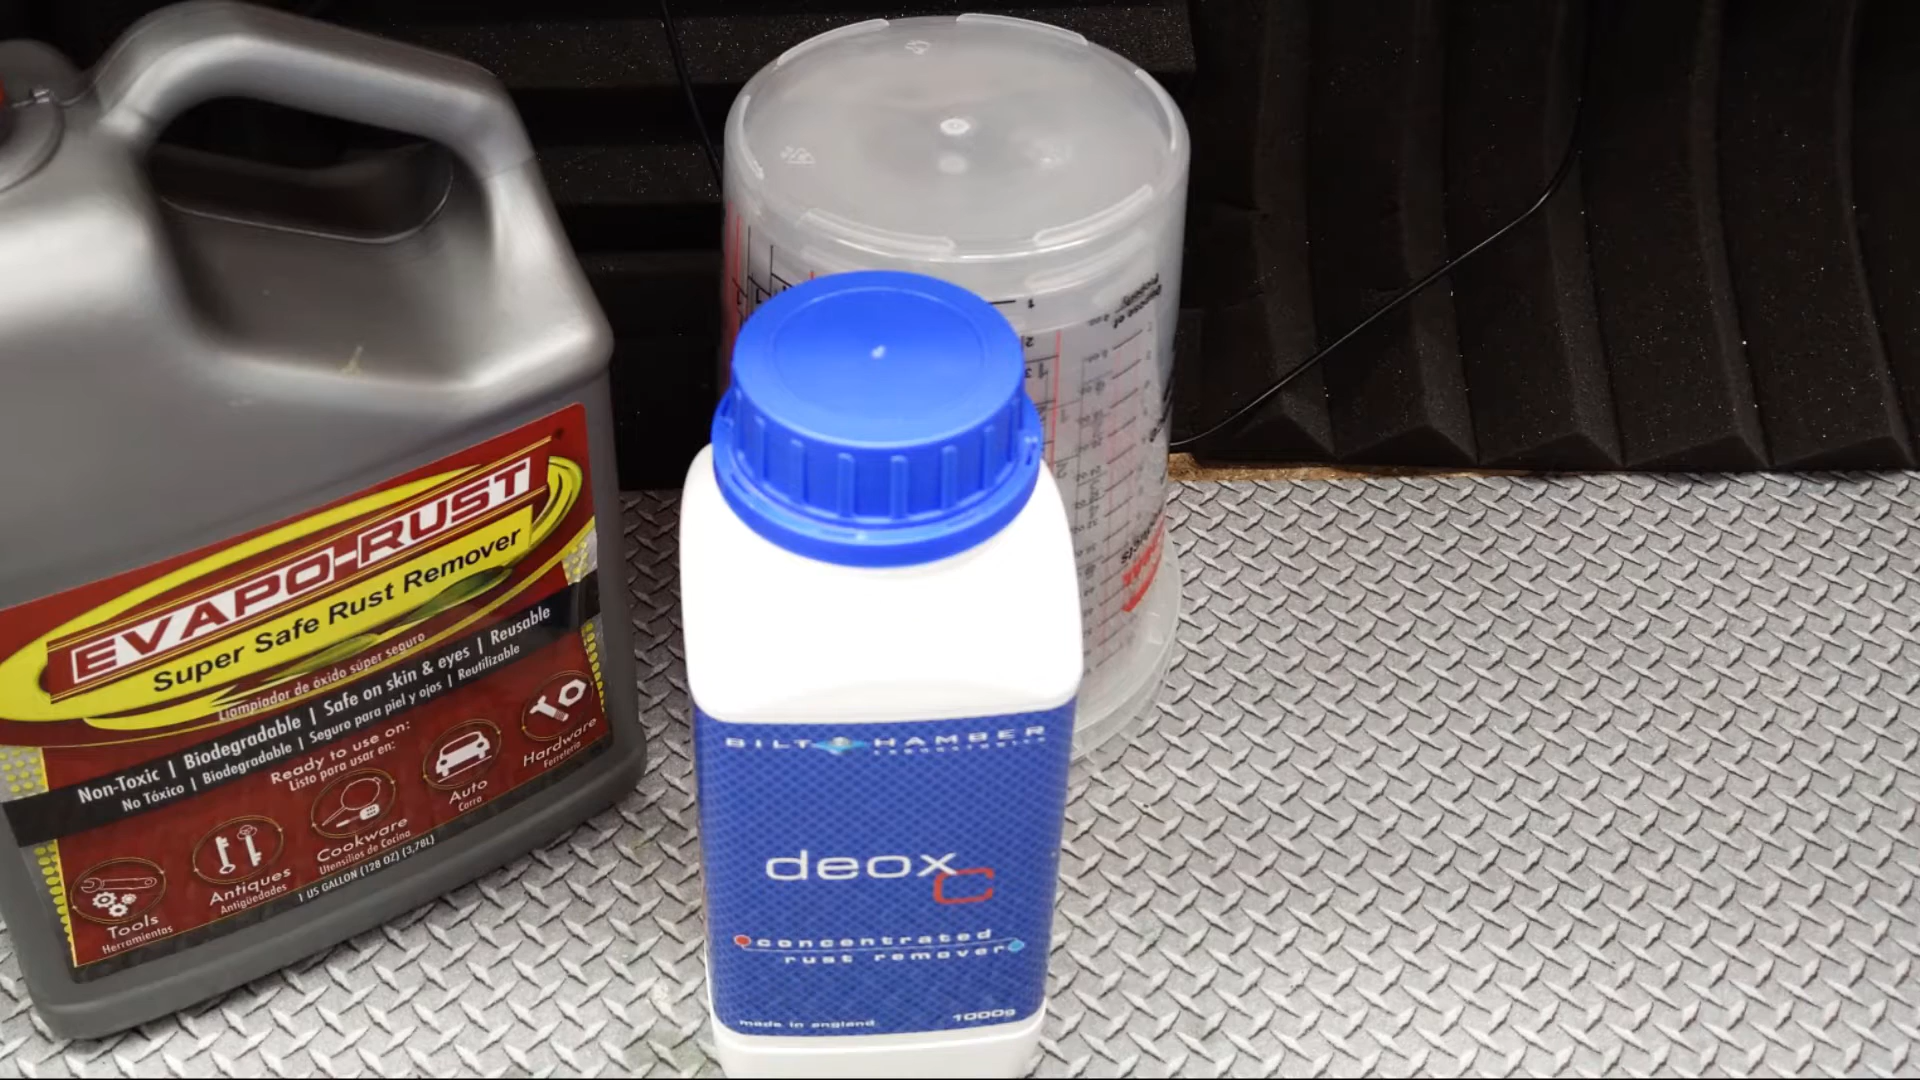 EVAPO-RUST
Super Safe Rust Remover
Limpiador de óxido súper seguro
Non-Toxic | Biodegradable | Safe on skin & eyes | Reusable
No Tóxico | Biodegradable | Seguro para piel y ojos | Reutilizable
Ready to use on:
Listo para usar en:
Tools
Herramientas
Antiques
Antigüedades
Cookware
Utensilios de Cocina
Auto
Carro
Hardware
Ferretería
1 US GALLON (128 OZ) (3,78L)
BILT HAMBER
deox C
concentrated
rust remover
made in england
1000g
1
2
3